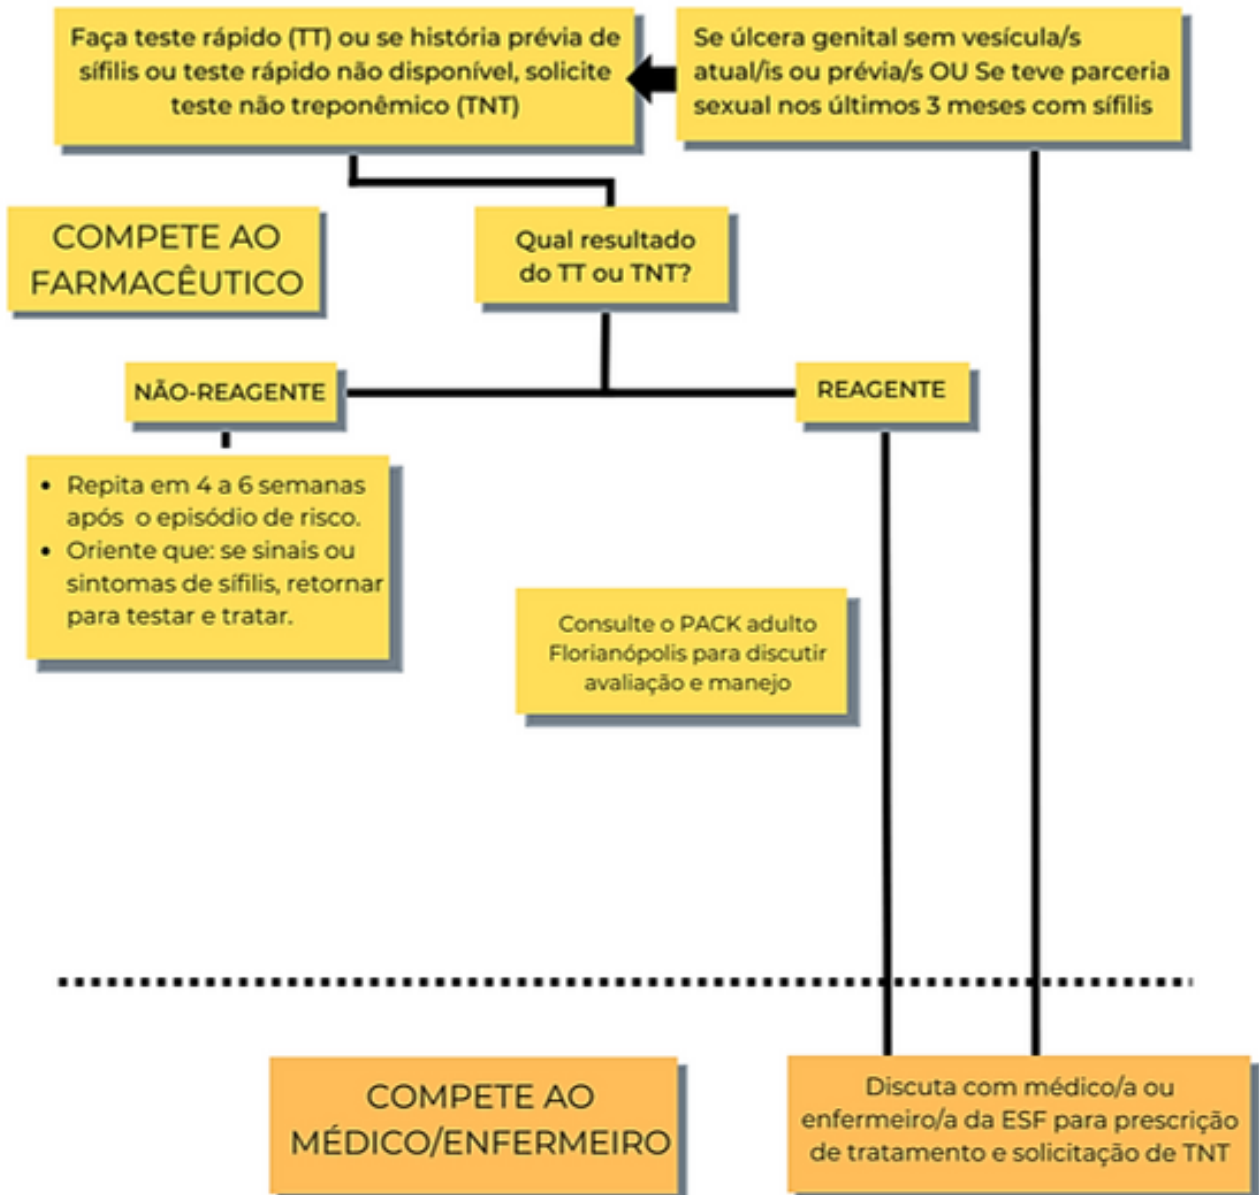 Faça teste rápido (TT) ou se história prévia de
sífilis ou teste rápido não disponível, solicite
teste não treponêmico (TNT)
Se úlcera genital sem vesícula/s
atual/is ou prévia/s OU Se teve parceria
sexual nos últimos 3 meses com sífilis
COMPETE AO
FARMACÊUTICO
Qual resultado
do TT ou TNT?
NÃO-REAGENTE
REAGENTE
• Repita em 4 a 6 semanas
após o episódio de risco.
• Oriente que: se sinais ou
sintomas de sífilis, retornar
para testar e tratar.
Consulte o PACK adulto
Florianópolis para discutir
avaliação e manejo
COMPETE AO
MÉDICO/ENFERMEIRO
Discuta com médico/a ou
enfermeiro/a da ESF para prescrição
de tratamento e solicitação de TNT